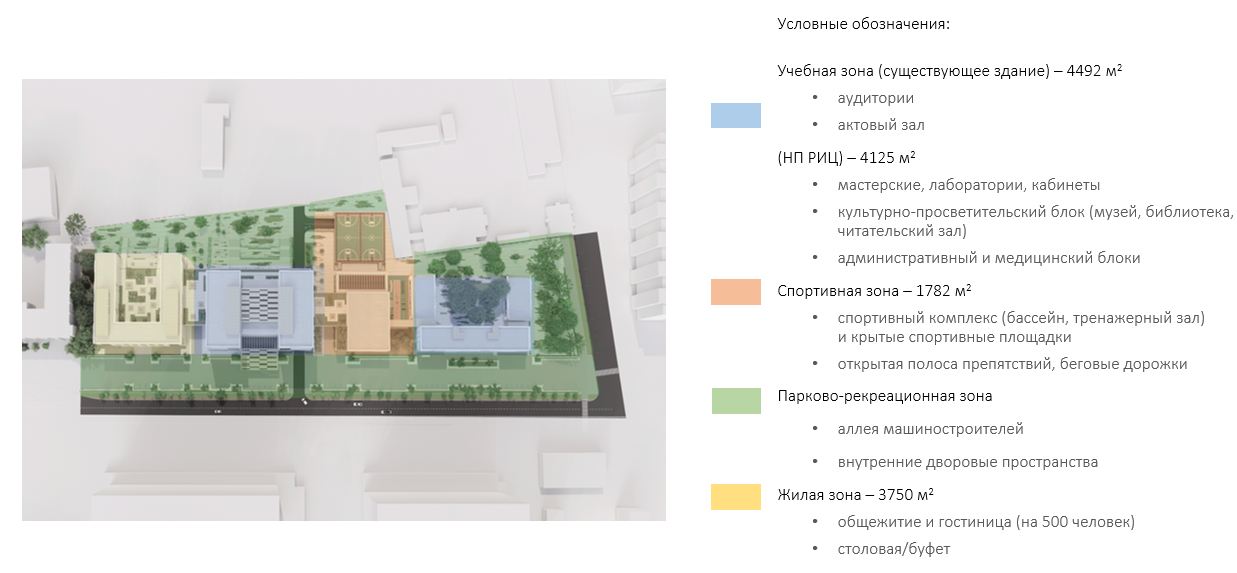 Условные обозначения:
Учебная зона (существующее здание) – 4492 м²
• аудитории
• актовый зал
(НП РИЦ) – 4125 м²
• мастерские, лаборатории, кабинеты
• культурно-просветительский блок (музей, библиотека,
читательский зал)
• административный и медицинский блоки
Спортивная зона – 1782 м²
• спортивный комплекс (бассейн, тренажерный зал)
и крытые спортивные площадки
• открытая полоса препятствий, беговые дорожки
Парково-рекреационная зона
• аллея машиностроителей
• внутренние дворовые пространства
Жилая зона – 3750 м²
• общежитие и гостиница (на 500 человек)
• столовая/буфет